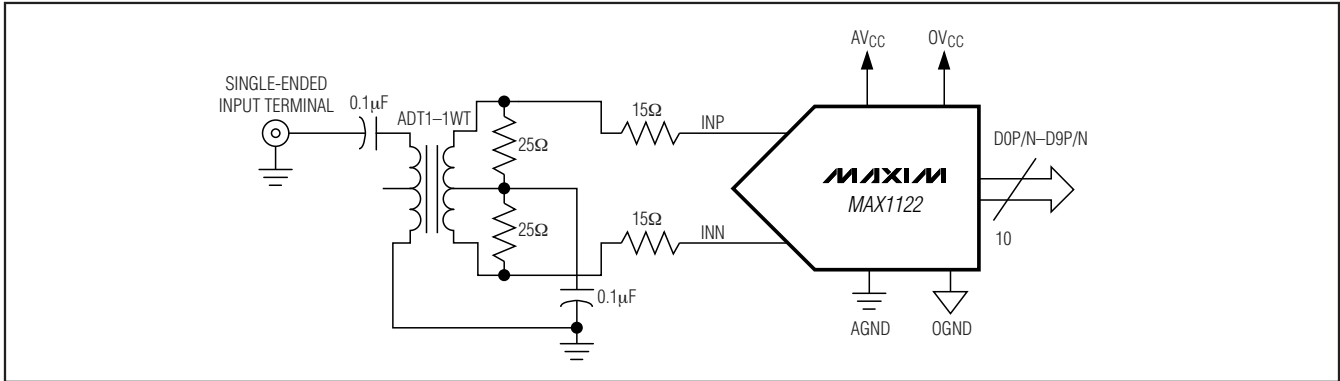 SINGLE-ENDED
INPUT TERMINAL
0.1µF
ADT1–1WT
25Ω
25Ω
0.1µF
15Ω
INP
15Ω
INN
AVCC
OVCC
MAXIM
MAX1122
D0P/N–D9P/N
10
AGND
OGND